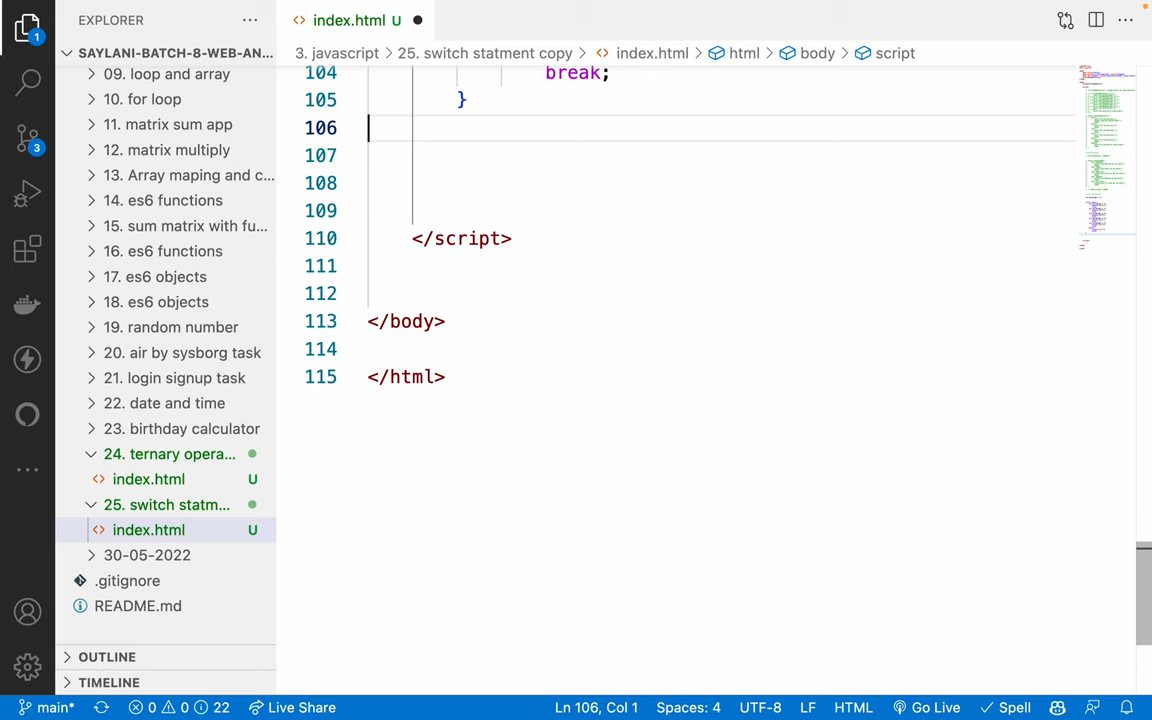 EXPLORER
index.html U
1
SAYLANI-BATCH-8-WEB-AN...
3. javascript > 25. switch statment copy > index.html > html > body > script
09. loop and array
10. for loop
11. matrix sum app
12. matrix multiply
13. Array maping and c...
14. es6 functions
15. sum matrix with fu...
16. es6 functions
17. es6 objects
18. es6 objects
19. random number
20. air by sysborg task
21. login signup task
22. date and time
23. birthday calculator
24. ternary opera...
index.html U
25. switch statm...
index.html U
30-05-2022
.gitignore
README.md
OUTLINE
TIMELINE
3
104 break;
105 }
106
107
108
109
110 </script>
111
112
113 </body>
114
115 </html>
main* 0 0 22 Live Share Ln 106, Col 1 Spaces: 4 UTF-8 LF HTML Go Live Spell